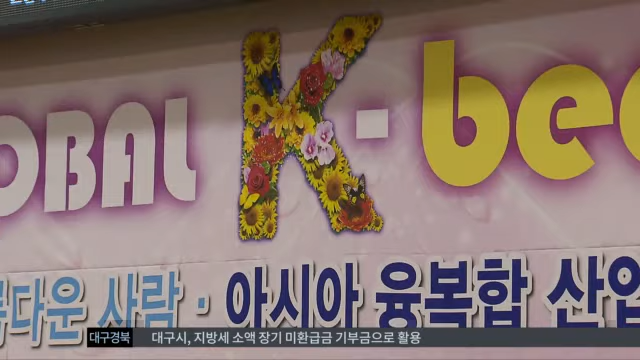 OBAL K-bea
름다운 사람· 아시아 융복합 산업
대구경북 대구시, 지방세 소액 장기 미환급금 기부금으로 활용